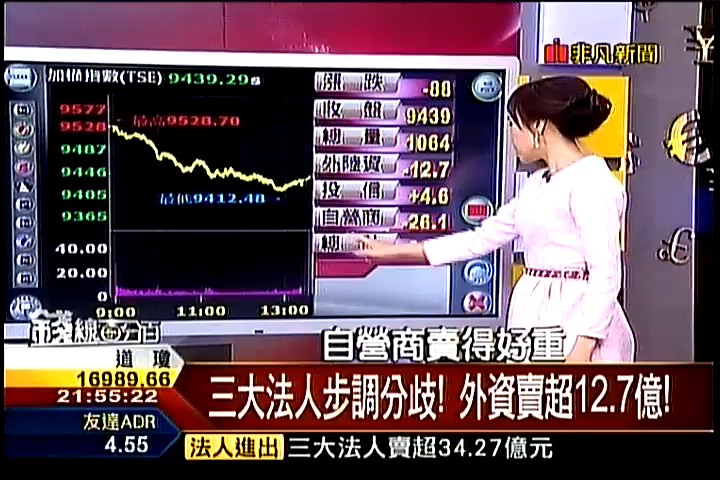 非凡新聞
加權指數(TSE) 9439.29
9577
9528
9487
9446
9405
9365
40.00
20.00
0
最高9528.70
最低9412.48
9:00 11:00 13:00
漲跌 -88
收盤 9439
總量 1064
外陸資 -12.7
投信 +4.6
自營商 -26.1
自營商賣得好重
道瓊
16989.66
21:55:22
友達ADR
4.55
三大法人步調分歧! 外資賣超12.7億!
法人進出 三大法人賣超34.27億元